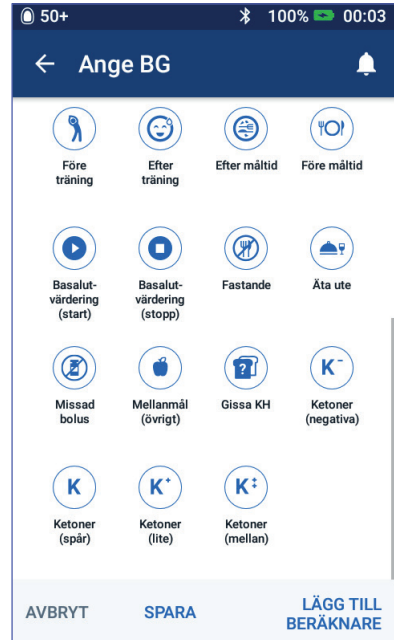 50+ 100% 00:03
Ange BG
Före Efter Efter måltid Före måltid
träning träning
Basalut- Basalut- Fastande Äta ute
värdering värdering
(start) (stopp)
Missad Mellanmål Gissa KH Ketoner
bolus (övrigt) (negativa)
K-
?
K K+ K‡
Ketoner Ketoner Ketoner
(spår) (lite) (mellan)
AVBRYT SPARA LÄGG TILL
BERÄKNARE